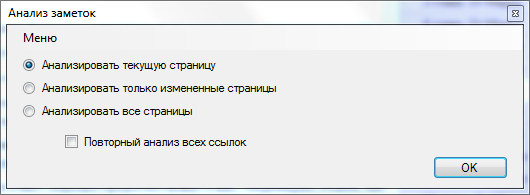 Анализ заметок
Меню
Анализировать текущую страницу
Анализировать только измененные страницы
Анализировать все страницы
Повторный анализ всех ссылок
OK